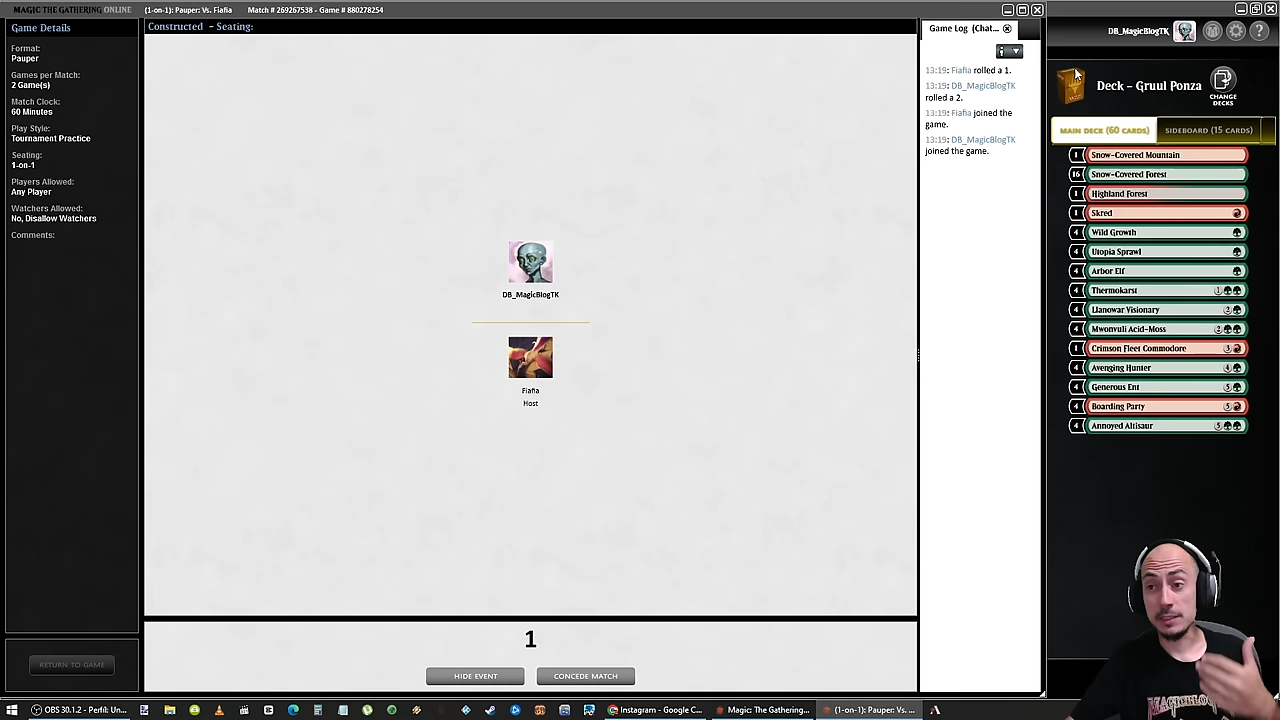 MAGIC THE GATHERING ONLINE
(1-on-1): Pauper: Vs. Fiafia
Match # 269267538 - Game # 880278254
Game Details
Format:
Pauper
Games per Match:
2 Game(s)
Match Clock:
60 Minutes
Play Style:
Tournament Practice
Seating:
1-on-1
Players Allowed:
Any Player
Watchers Allowed:
No, Disallow Watchers
Comments:
RETURN TO GAME
Constructed - Seating:
DB_MagicBlogTK
Fiafia
Host
1
HIDE EVENT
CONCEDE MATCH
Game Log (Chat...
13:19: Fiafia rolled a 1.
13:19: DB_MagicBlogTK
rolled a 2.
13:19: Fiafia joined the
game.
13:19: DB_MagicBlogTK
joined the game.
DB_MagicBlogTK
?
Deck - Gruul Ponza
CHANGE
DECKS
MAIN DECK (60 CARDS)
SIDEBOARD (15 CARDS)
1 Snow-Covered Mountain
16 Snow-Covered Forest
1 Highland Forest
1 Skred
4 Wild Growth
4 Utopia Sprawl
4 Arbor Elf
4 Thermokarst 1
4 Llanowar Visionary 2
4 Mwonvuli Acid-Moss 2
1 Crimson Fleet Commodore 3
4 Avenging Hunter 4
4 Generous Ent 5
4 Boarding Party 5
4 Annoyed Altisaur 5
OBS 30.1.2 - Perfil: Un...
Instagram - Google C...
Magic: The Gathering...
(1-on-1): Pauper: Vs. ...